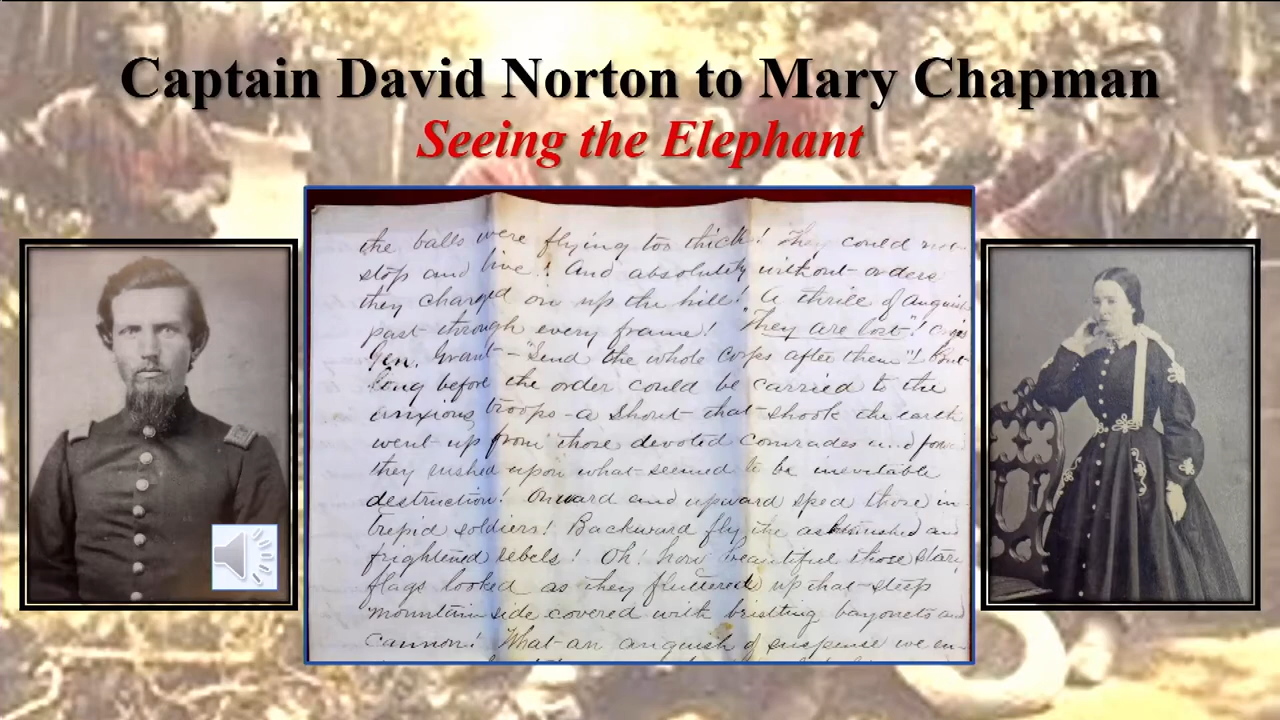 Captain David Norton to Mary Chapman
Seeing the Elephant
the balls were flying too thick! They could not
stop and live! And absolutely without orders
they charged on up the hill! A thrill of anguish
past through every frame! "They are lost"!
Gen. Grant - "Send the whole Corps after them"! But
long before the order could be carried to the
anxious troops - a shout that shook the earth
went up from those devoted comrades and
they rushed upon what seemed to be inevitable
destruction! Onward and upward sped those in-
trepid soldiers! Backward fly the astonished and
frightened rebels! Oh! how beautiful those starry
flags looked as they fluttered up that steep
mountain side covered with bristling bayonets and
cannon! What an anguish of suspense we en-